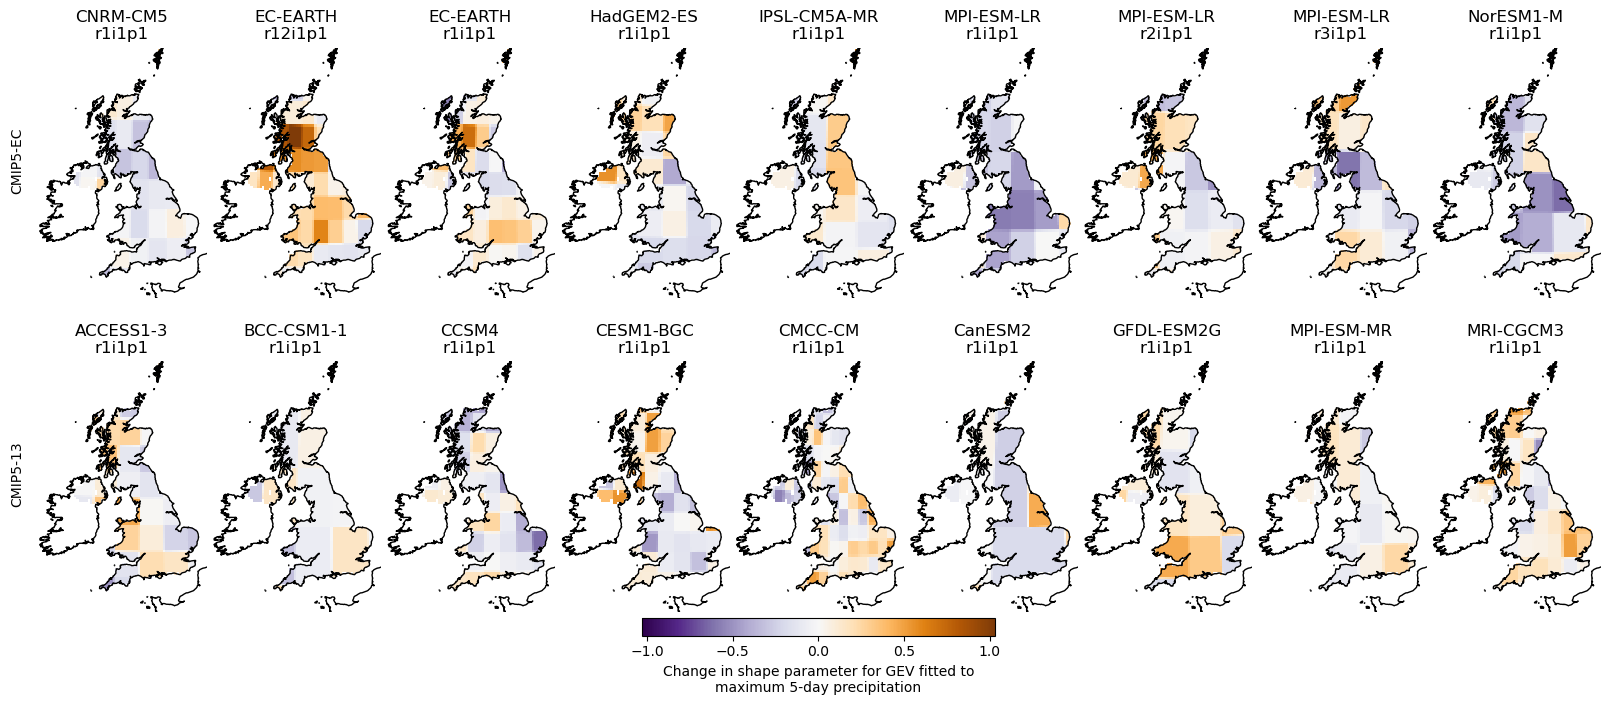 CNRM-CM5 EC-EARTH EC-EARTH HadGEM2-ES IPSL-CM5A-MR MPI-ESM-LR MPI-ESM-LR MPI-ESM-LR NorESM1-M
r1i1p1 r12i1p1 r1i1p1 r1i1p1 r1i1p1 r1i1p1 r2i1p1 r3i1p1 r1i1p1
CMIP5-EC
ACCESS1-3 BCC-CSM1-1 CCSM4 CESM1-BGC CMCC-CM CanESM2 GFDL-ESM2G MPI-ESM-MR MRI-CGCM3
r1i1p1 r1i1p1 r1i1p1 r1i1p1 r1i1p1 r1i1p1 r1i1p1 r1i1p1 r1i1p1
CMIP5-13
−1.0 −0.5 0.0 0.5 1.0
Change in shape parameter for GEV fitted to
maximum 5-day precipitation